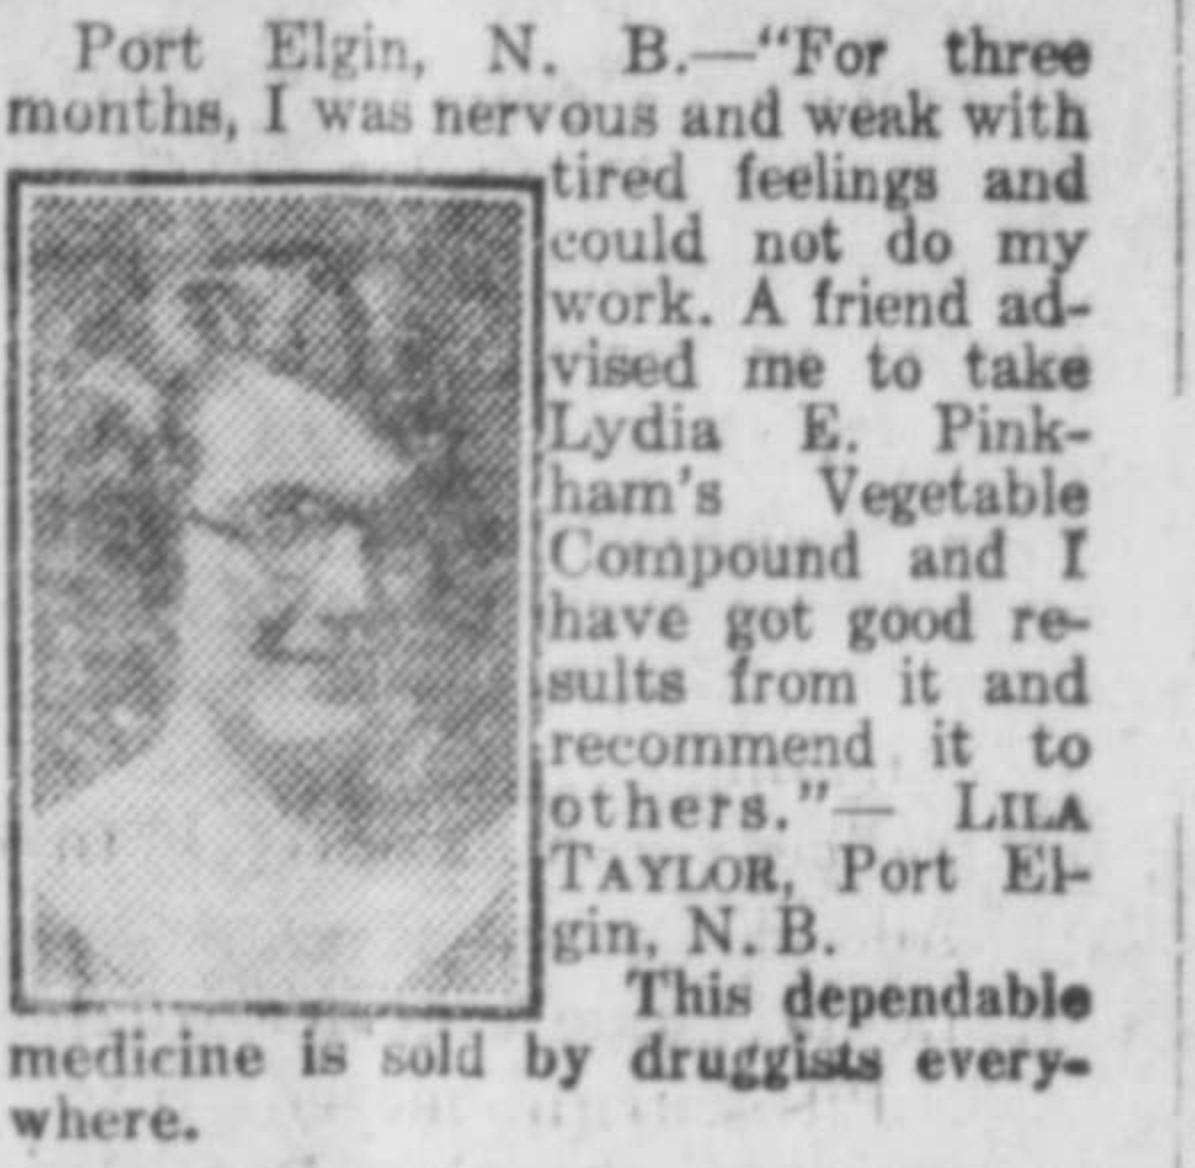 Port Elgin, N. B.—"For three
months, I was nervous and weak with
tired feelings and
could not do my
work. A friend ad-
vised me to take
Lydia E. Pink-
ham's Vegetable
Compound and I
have got good re-
sults from it and
recommend it to
others."— LILA
TAYLOR, Port El-
gin, N. B.
This dependable
medicine is sold by druggists every-
where.